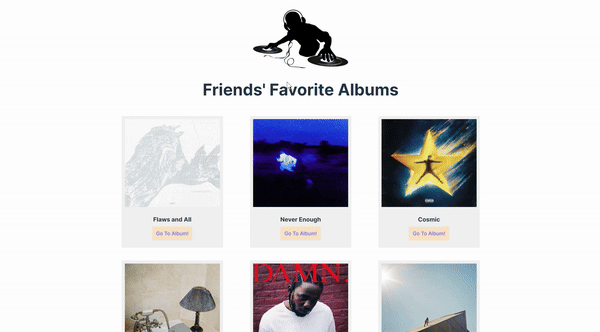 Friends' Favorite Albums
Flaws and All
Never Enough
Cosmic
Go To Album!
Go To Album!
Go To Album!
DAMN.